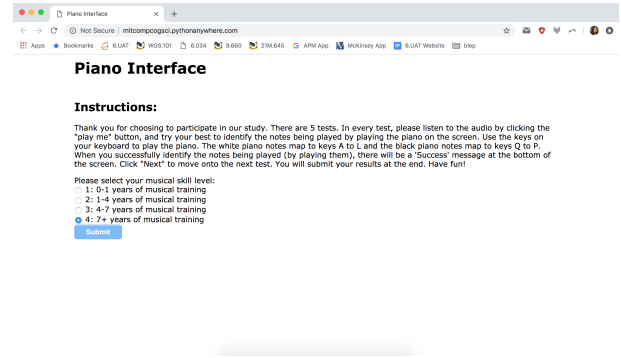 Piano Interface
Not Secure | mitcompcogsci.pythonanywhere.com
Apps Bookmarks 6.UAT WGS.101 6.034 9.660 21M.645 APM App McKinsey App 6.UAT Website blep
Piano Interface
Instructions:
Thank you for choosing to participate in our study. There are 5 tests. In every test, please listen to the audio by clicking the
"play me" button, and try your best to identify the notes being played by playing the piano on the screen. Use the keys on
your keyboard to play the piano. The white piano notes map to keys A to L and the black piano notes map to keys Q to P.
When you successfully identify the notes being played (by playing them), there will be a 'Success' message at the bottom of
the screen. Click "Next" to move onto the next test. You will submit your results at the end. Have fun!
Please select your musical skill level:
1: 0-1 years of musical training
2: 1-4 years of musical training
3: 4-7 years of musical training
4: 7+ years of musical training
Submit